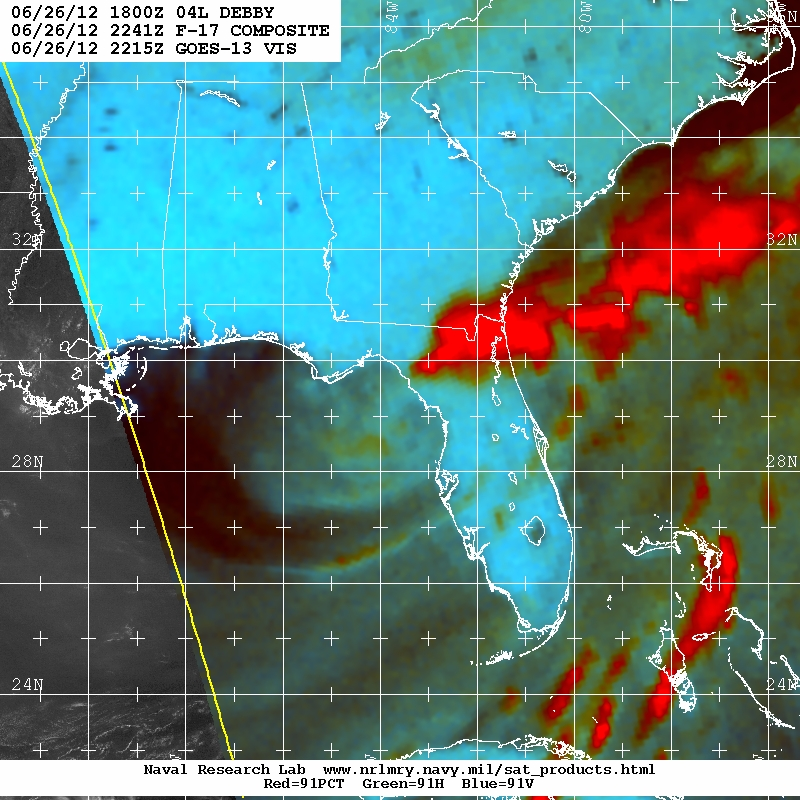 06/26/12 1800Z 04L DEBBY
06/26/12 2241Z F-17 COMPOSITE
06/26/12 2215Z GOES-13 VIS
84W
80W
32N
32N
28N
28N
24N
24N
Naval Research Lab www.nrlmry.navy.mil/sat_products.html
Red=91PCT Green=91H Blue=91V